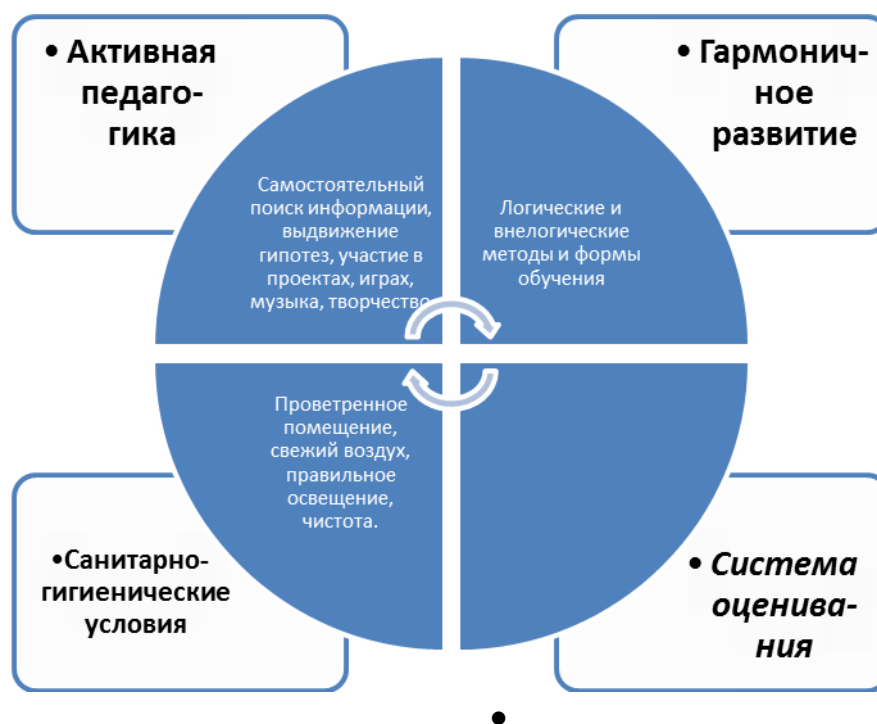 • Активная
педаго-
гика
• Гармонич-
ное
развитие
Самостоятельный
поиск информации,
выдвижение
гипотез, участие в
проектах, играх,
музыка, творчество
Логические и
внелогические
методы и формы
обучения
Проветренное
помещение,
свежий воздух,
правильное
освещение,
чистота.
•Санитарно-
гигиенические
условия
• Система
оценива-
ния
•